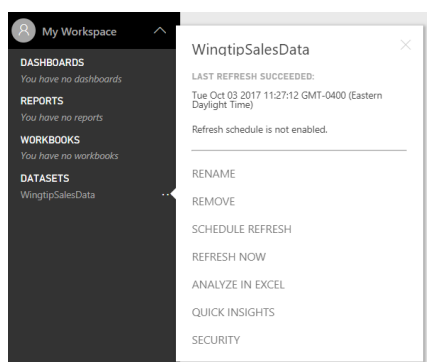 My Workspace
DASHBOARDS
You have no dashboards
REPORTS
You have no reports
WORKBOOKS
You have no workbooks
DATASETS
WingtipSalesData
WingtipSalesData
LAST REFRESH SUCCEEDED:
Tue Oct 03 2017 11:27:12 GMT-0400 (Eastern
Daylight Time)
Refresh schedule is not enabled.
RENAME
REMOVE
SCHEDULE REFRESH
REFRESH NOW
ANALYZE IN EXCEL
QUICK INSIGHTS
SECURITY